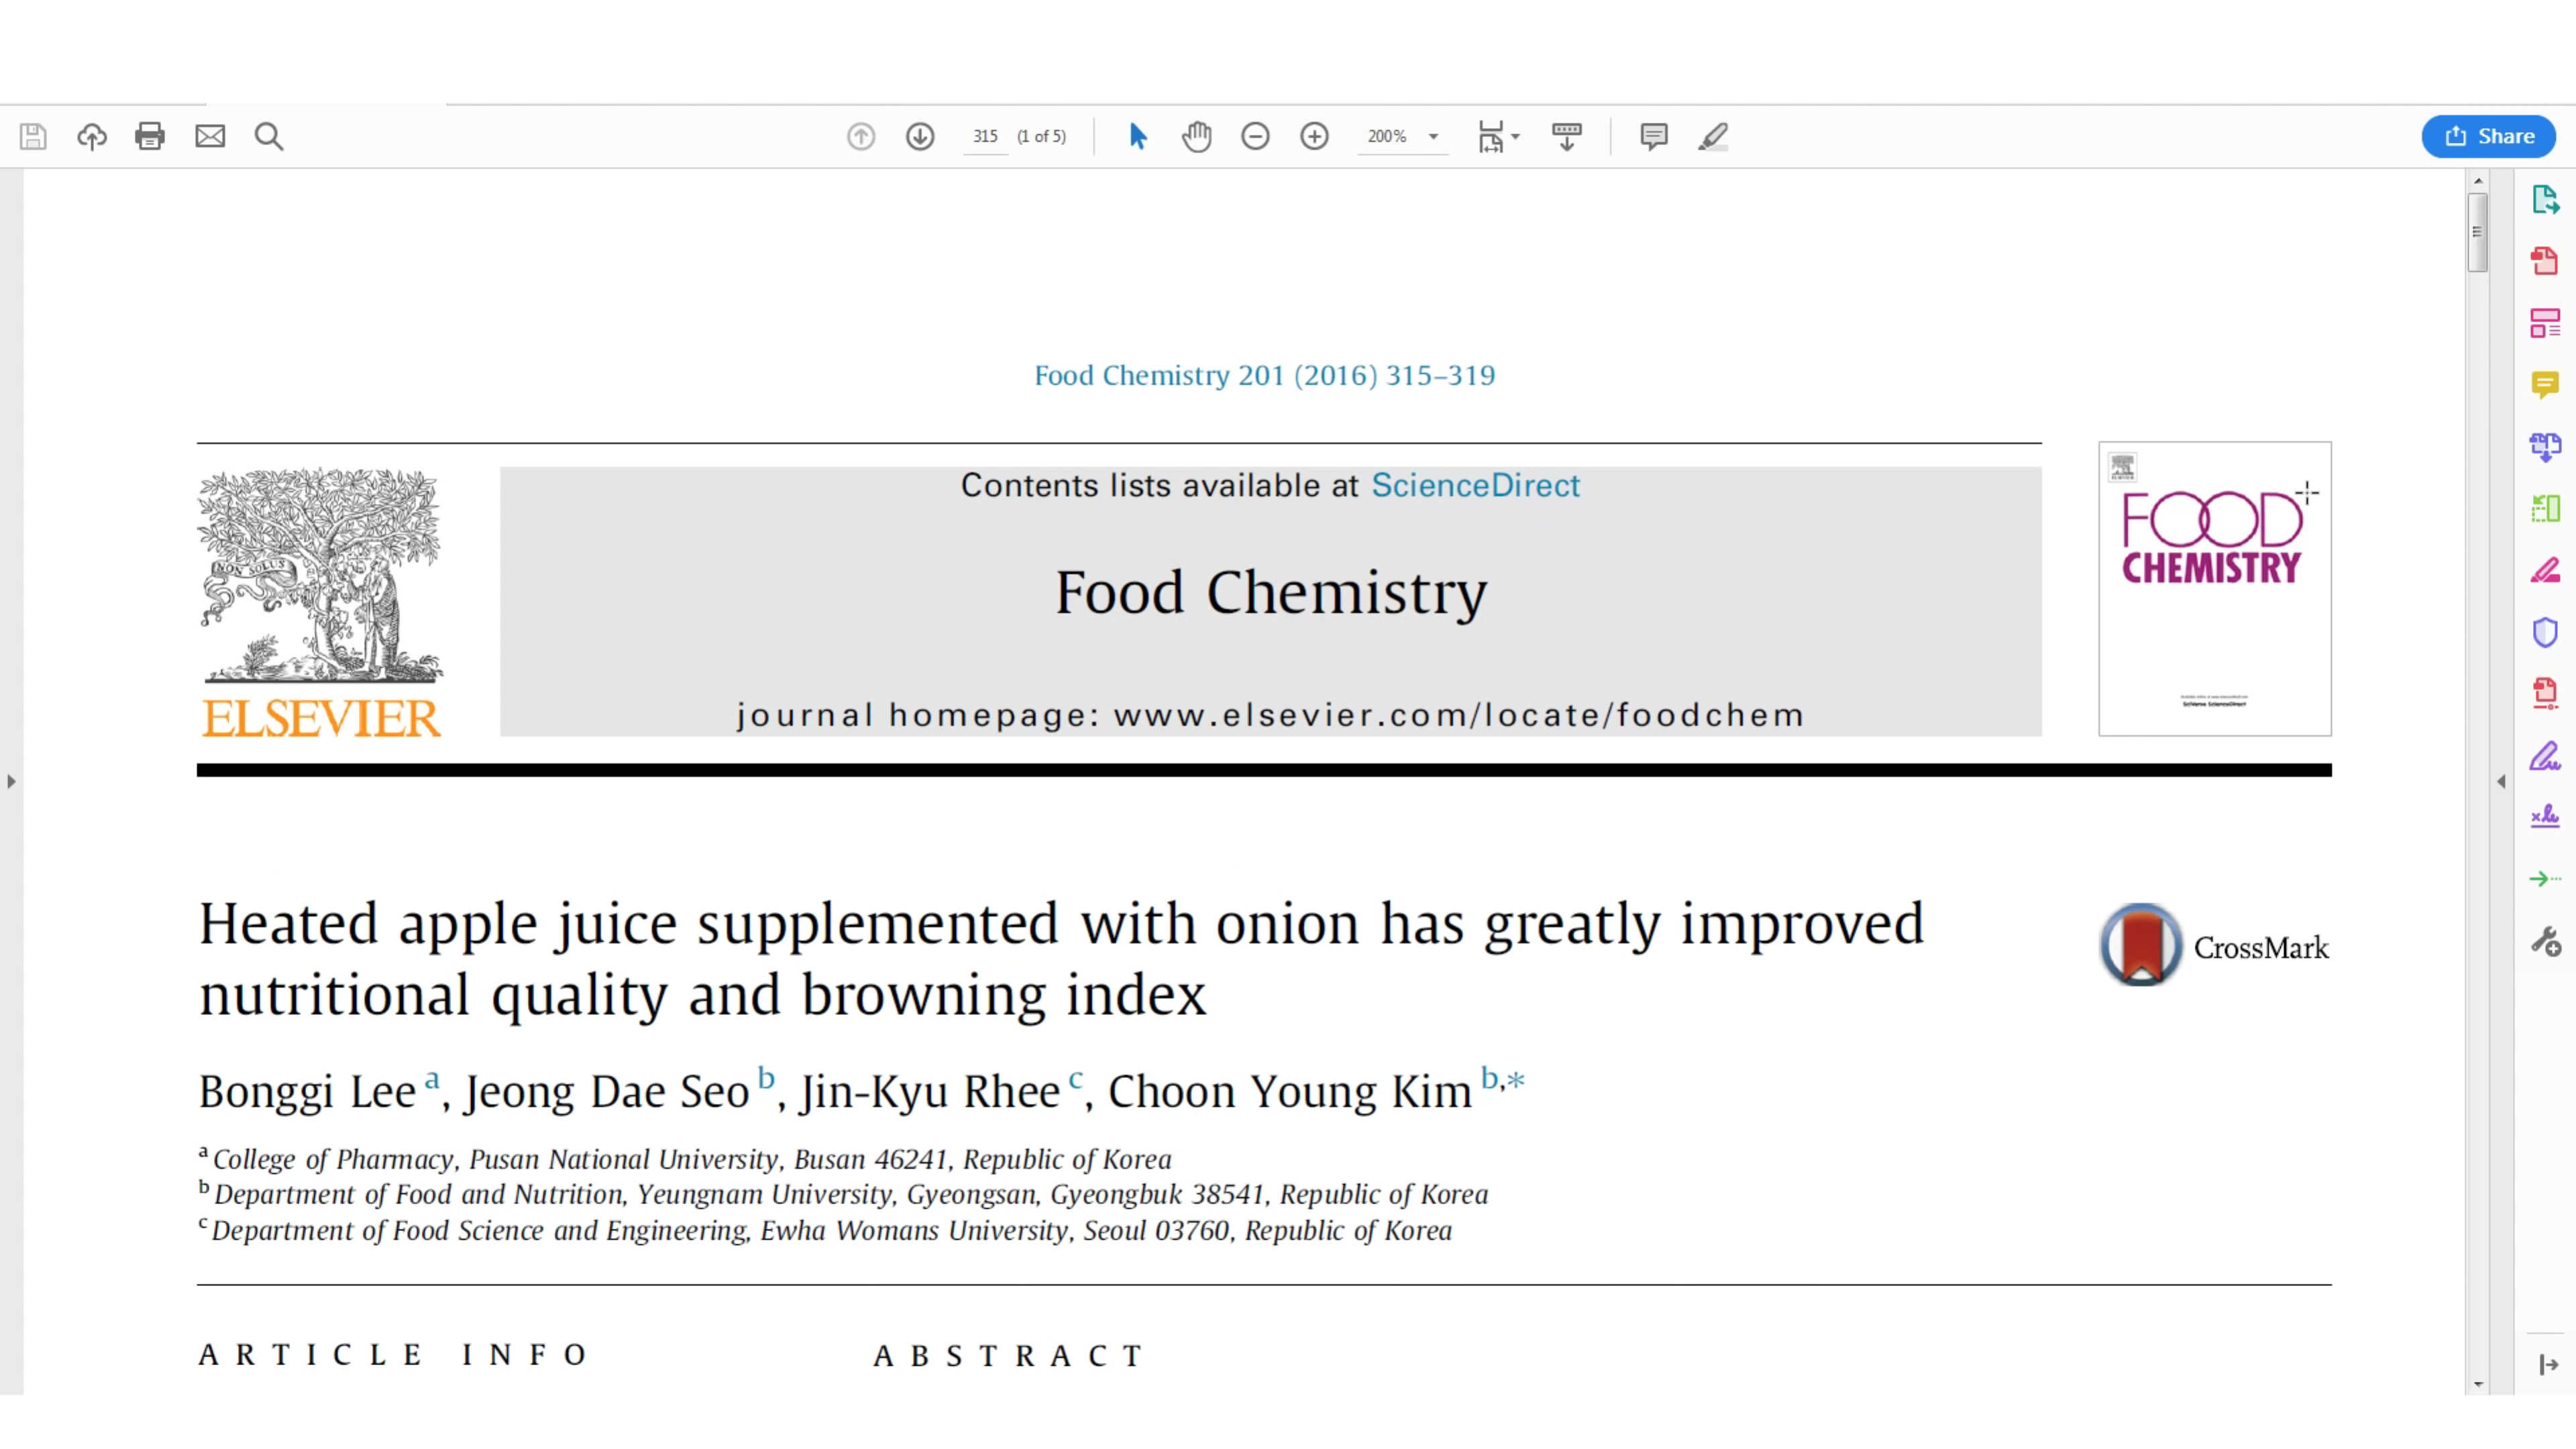 315 (1 of 5)
200%
Share
Food Chemistry 201 (2016) 315–319
Contents lists available at ScienceDirect
Food Chemistry
journal homepage: www.elsevier.com/locate/foodchem
NON SOLUS
ELSEVIER
FOOD
CHEMISTRY
Heated apple juice supplemented with onion has greatly improved
nutritional quality and browning index
CrossMark
Bonggi Lee a, Jeong Dae Seo b, Jin-Kyu Rhee c, Choon Young Kim b,*
a College of Pharmacy, Pusan National University, Busan 46241, Republic of Korea
b Department of Food and Nutrition, Yeungnam University, Gyeongsan, Gyeongbuk 38541, Republic of Korea
c Department of Food Science and Engineering, Ewha Womans University, Seoul 03760, Republic of Korea
ARTICLE INFO
ABSTRACT